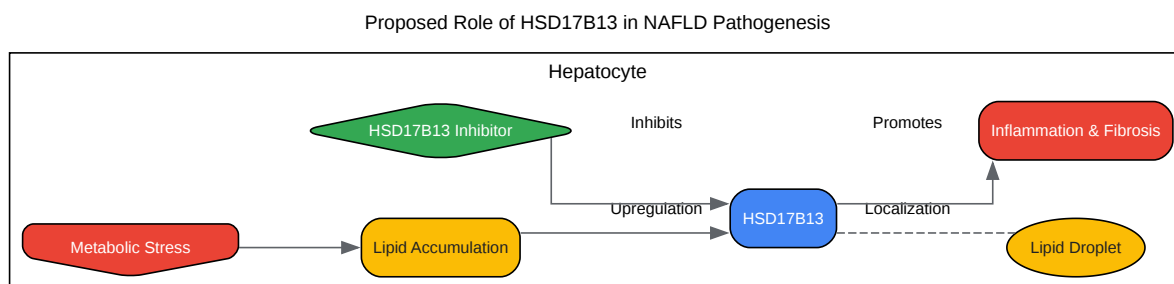 Proposed Role of HSD17B13 in NAFLD Pathogenesis
Hepatocyte
HSD17B13 Inhibitor
Inhibits
Promotes
Inflammation & Fibrosis
Upregulation
HSD17B13
Localization
Metabolic Stress
Lipid Accumulation
Lipid Droplet